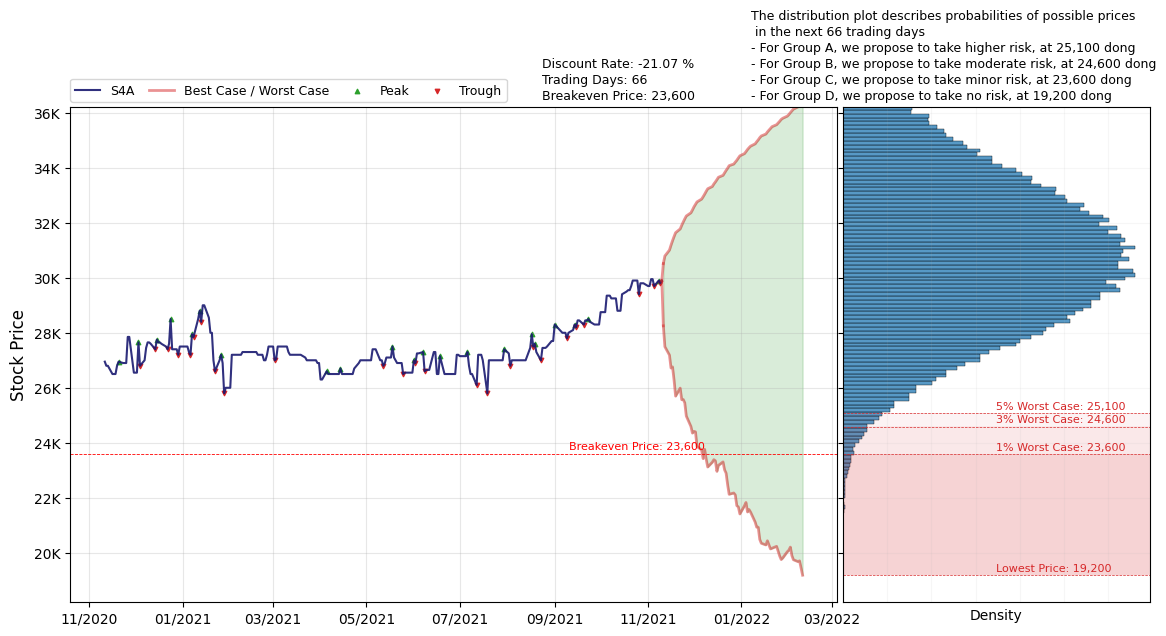 The distribution plot describes probabilities of possible prices
in the next 66 trading days
- For Group A, we propose to take higher risk, at 25,100 dong
- For Group B, we propose to take moderate risk, at 24,600 dong
- For Group C, we propose to take minor risk, at 23,600 dong
- For Group D, we propose to take no risk, at 19,200 dong
Discount Rate: -21.07 %
Trading Days: 66
Breakeven Price: 23,600
S4A
Best Case / Worst Case
Peak
Trough
Stock Price
36K
34K
32K
30K
28K
26K
24K
22K
20K
Breakeven Price: 23,600
5% Worst Case: 25,100
3% Worst Case: 24,600
1% Worst Case: 23,600
Lowest Price: 19,200
11/2020
01/2021
03/2021
05/2021
07/2021
09/2021
11/2021
01/2022
03/2022
Density